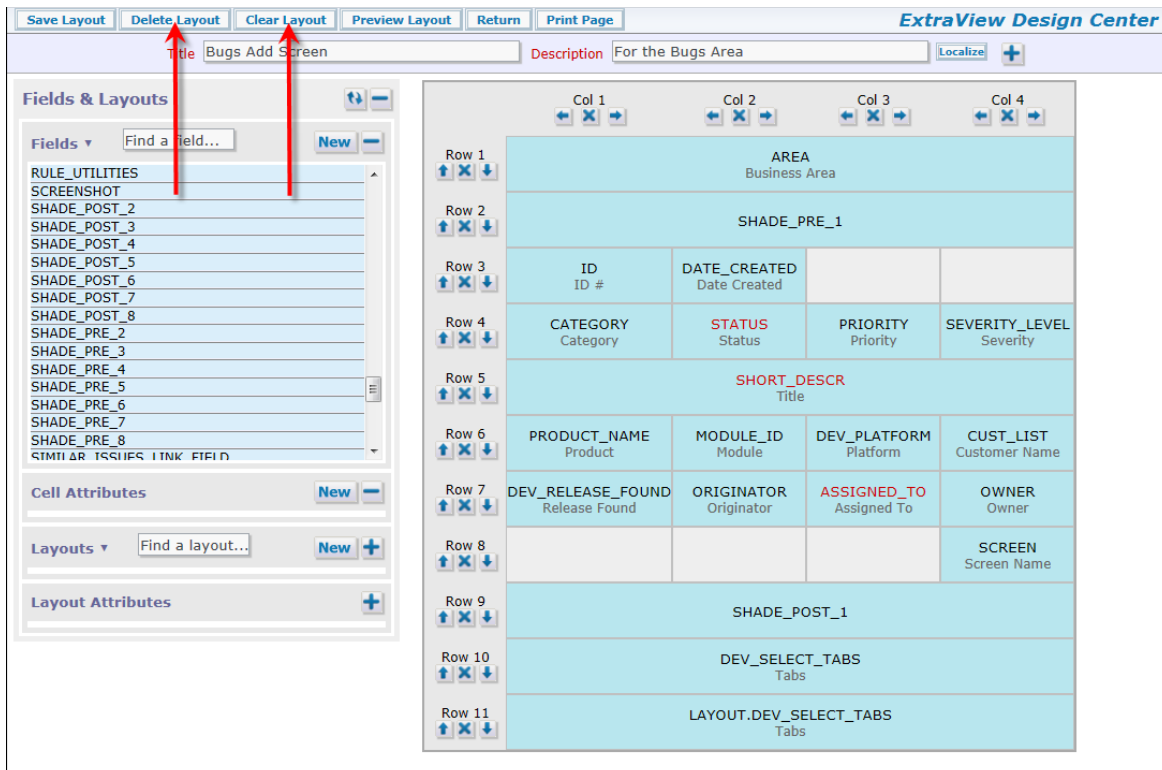 Save Layout Delete Layout Clear Layout Preview Layout Return Print Page ExtraView Design Center
Title Bugs Add Screen Description For the Bugs Area Localize
Fields & Layouts
Fields Find a field... New
RULE_UTILITIES
SCREENSHOT
SHADE_POST_2
SHADE_POST_3
SHADE_POST_4
SHADE_POST_5
SHADE_POST_6
SHADE_POST_7
SHADE_POST_8
SHADE_PRE_2
SHADE_PRE_3
SHADE_PRE_4
SHADE_PRE_5
SHADE_PRE_6
SHADE_PRE_7
SHADE_PRE_8
SIMILAR_ISSUES_LINK_FIELD
Cell Attributes New
Layouts Find a layout... New
Layout Attributes
Col 1 Col 2 Col 3 Col 4
Row 1 AREA
Business Area
Row 2 SHADE_PRE_1
Row 3 ID DATE_CREATED
ID # Date Created
Row 4 CATEGORY STATUS PRIORITY SEVERITY_LEVEL
Category Status Priority Severity
Row 5 SHORT_DESCR
Title
Row 6 PRODUCT_NAME MODULE_ID DEV_PLATFORM CUST_LIST
Product Module Platform Customer Name
Row 7 DEV_RELEASE_FOUND ORIGINATOR ASSIGNED_TO OWNER
Release Found Originator Assigned To Owner
Row 8 SCREEN
Screen Name
Row 9 SHADE_POST_1
Row 10 DEV_SELECT_TABS
Tabs
Row 11 LAYOUT.DEV_SELECT_TABS
Tabs